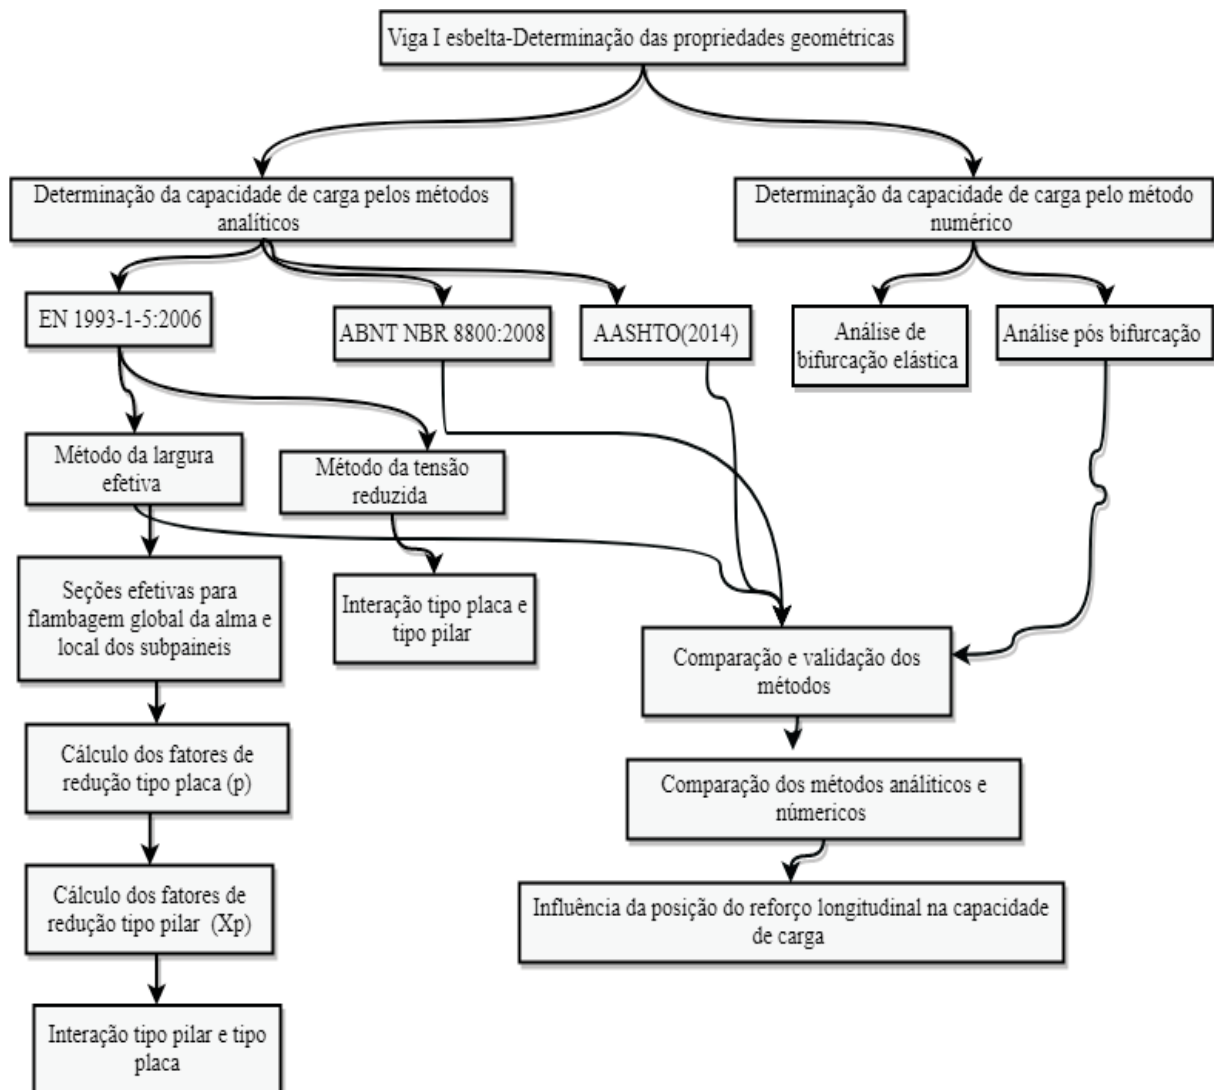 Viga I esbelta-Determinação das propriedades geométricas
Determinação da capacidade de carga pelos métodos
analíticos
Determinação da capacidade de carga pelo método
numérico
EN 1993-1-5:2006
ABNT NBR 8800:2008
AASHTO(2014)
Análise de
bifurcação elástica
Análise pós bifurcação
Método da largura
efetiva
Método da tensão
reduzida
Seções efetivas para
flambagem global da alma e
local dos subpaineis
Interação tipo placa e
tipo pilar
Comparação e validação dos
métodos
Cálculo dos fatores de
redução tipo placa (p)
Comparação dos métodos análiticos e
númericos
Cálculo dos fatores de
redução tipo pilar (Xp)
Influência da posição do reforço longitudinal na capacidade
de carga
Interação tipo pilar e tipo
placa